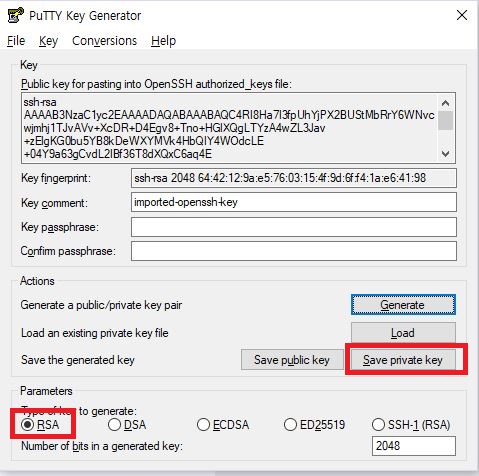 PuTTY Key Generator
File Key Conversions Help
Key
Public key for pasting into OpenSSH authorized_keys file:
ssh-rsa
AAAAB3NzaC1yc2EAAAADAQABAAABAQC4RI8Ha7l3fpUhYjPX2BUStMbRrY6WNvc
wjmhj1TJvAVv+XcDR+D4Egv8+Tno+HGlXQgLTYzA4wZL3Jav
+zElgKG0bu5YB8kDeWXYMVk4HbQIY4WOdcLE
+04Y9a63gCvdL2IBf36T8dXQxC6aq4E
Key fingerprint: ssh-rsa 2048 64:42:12:9a:e5:76:03:15:4f:9d:6f:f4:1a:e6:41:98
Key comment: imported-openssh-key
Key passphrase:
Confirm passphrase:
Actions
Generate a public/private key pair Generate
Load an existing private key file Load
Save the generated key Save public key Save private key
Parameters
Type of key to generate:
RSA DSA ECDSA ED25519 SSH-1 (RSA)
Number of bits in a generated key: 2048